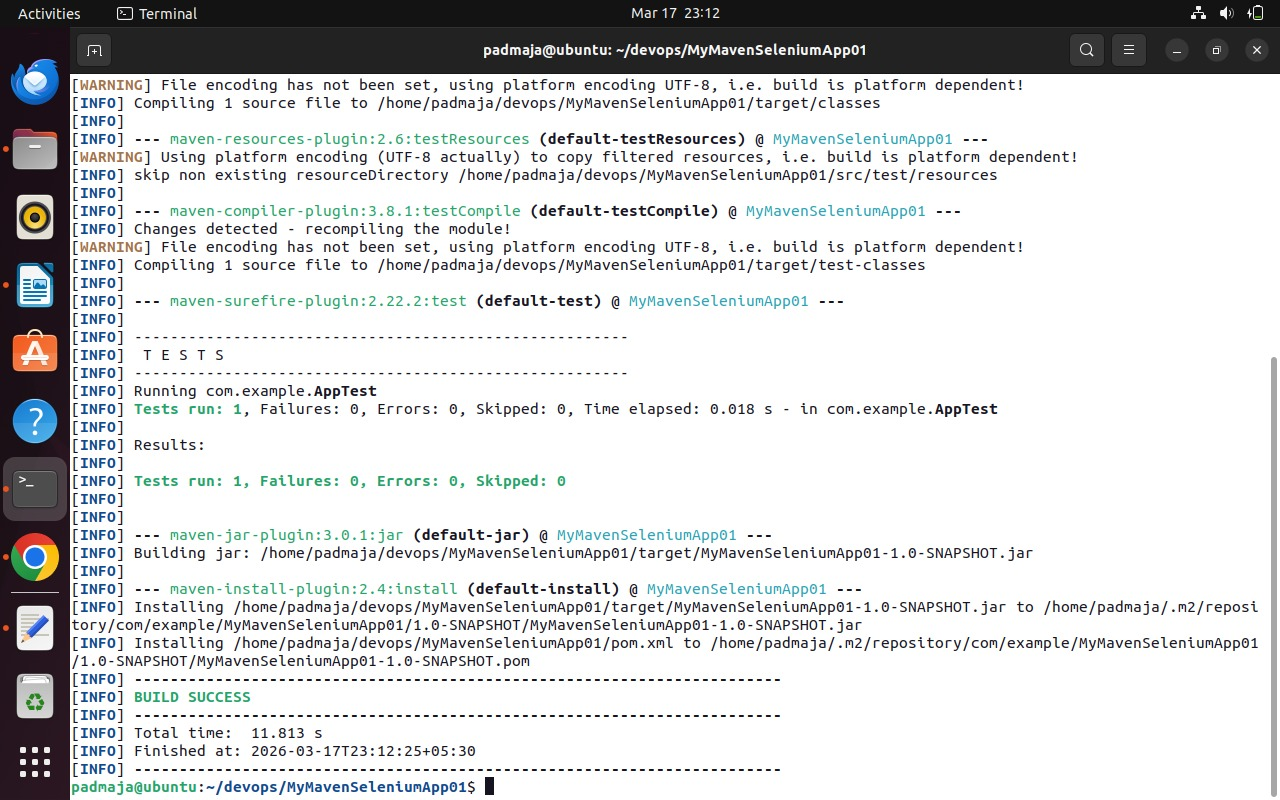 Activities
Terminal
Mar 17 23:12
padmaja@ubuntu: ~/devops/MyMavenSeleniumApp01
[WARNING] File encoding has not been set, using platform encoding UTF-8, i.e. build is platform dependent!
[INFO] Compiling 1 source file to /home/padmaja/devops/MyMavenSeleniumApp01/target/classes
[INFO]
[INFO] --- maven-resources-plugin:2.6:testResources (default-testResources) @ MyMavenSeleniumApp01 ---
[WARNING] Using platform encoding (UTF-8 actually) to copy filtered resources, i.e. build is platform dependent!
[INFO] skip non existing resourceDirectory /home/padmaja/devops/MyMavenSeleniumApp01/src/test/resources
[INFO]
[INFO] --- maven-compiler-plugin:3.8.1:testCompile (default-testCompile) @ MyMavenSeleniumApp01 ---
[INFO] Changes detected - recompiling the module!
[WARNING] File encoding has not been set, using platform encoding UTF-8, i.e. build is platform dependent!
[INFO] Compiling 1 source file to /home/padmaja/devops/MyMavenSeleniumApp01/target/test-classes
[INFO]
[INFO] --- maven-surefire-plugin:2.22.2:test (default-test) @ MyMavenSeleniumApp01 ---
[INFO]
[INFO] -------------------------------------------------------
[INFO]  T E S T S
[INFO] -------------------------------------------------------
[INFO] Running com.example.AppTest
[INFO] Tests run: 1, Failures: 0, Errors: 0, Skipped: 0, Time elapsed: 0.018 s - in com.example.AppTest
[INFO]
[INFO] Results:
[INFO]
[INFO] Tests run: 1, Failures: 0, Errors: 0, Skipped: 0
[INFO]
[INFO]
[INFO] --- maven-jar-plugin:3.0.1:jar (default-jar) @ MyMavenSeleniumApp01 ---
[INFO] Building jar: /home/padmaja/devops/MyMavenSeleniumApp01/target/MyMavenSeleniumApp01-1.0-SNAPSHOT.jar
[INFO]
[INFO] --- maven-install-plugin:2.4:install (default-install) @ MyMavenSeleniumApp01 ---
[INFO] Installing /home/padmaja/devops/MyMavenSeleniumApp01/target/MyMavenSeleniumApp01-1.0-SNAPSHOT.jar to /home/padmaja/.m2/reposi
tory/com/example/MyMavenSeleniumApp01/1.0-SNAPSHOT/MyMavenSeleniumApp01-1.0-SNAPSHOT.jar
[INFO] Installing /home/padmaja/devops/MyMavenSeleniumApp01/pom.xml to /home/padmaja/.m2/repository/com/example/MyMavenSeleniumApp01
/1.0-SNAPSHOT/MyMavenSeleniumApp01-1.0-SNAPSHOT.pom
[INFO] ------------------------------------------------------------------------
[INFO] BUILD SUCCESS
[INFO] ------------------------------------------------------------------------
[INFO] Total time:  11.813 s
[INFO] Finished at: 2026-03-17T23:12:25+05:30
[INFO] ------------------------------------------------------------------------
padmaja@ubuntu:~/devops/MyMavenSeleniumApp01$